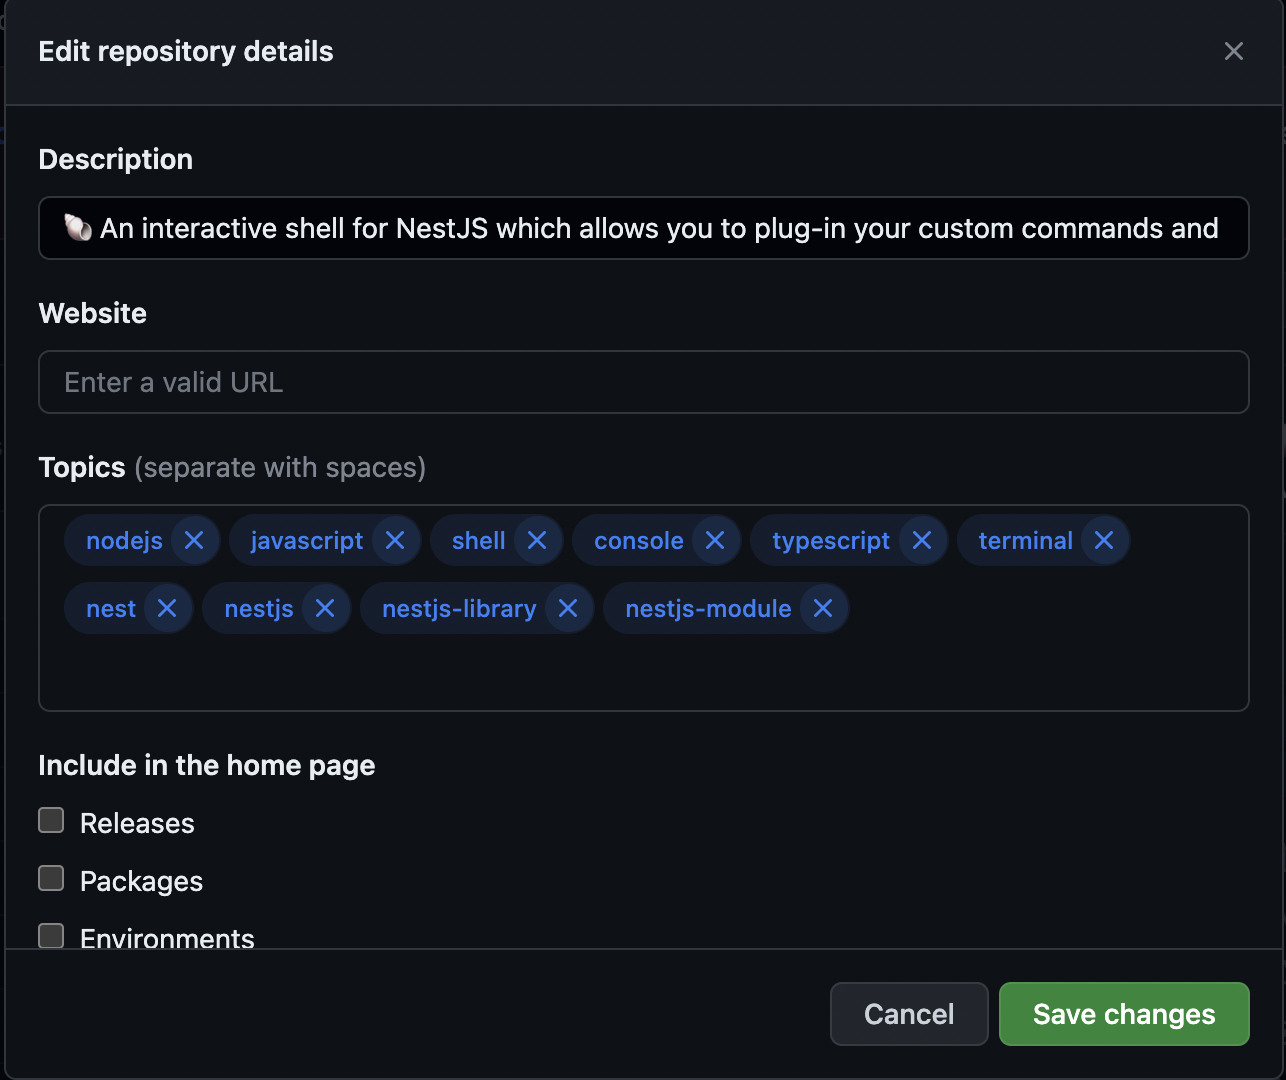 Edit repository details
Description
🐚 An interactive shell for NestJS which allows you to plug-in your custom commands and
Website
Enter a valid URL
Topics (separate with spaces)
nodejs javascript shell console typescript terminal
nest nestjs nestjs-library nestjs-module
Include in the home page
Releases
Packages
Environments
Cancel Save changes